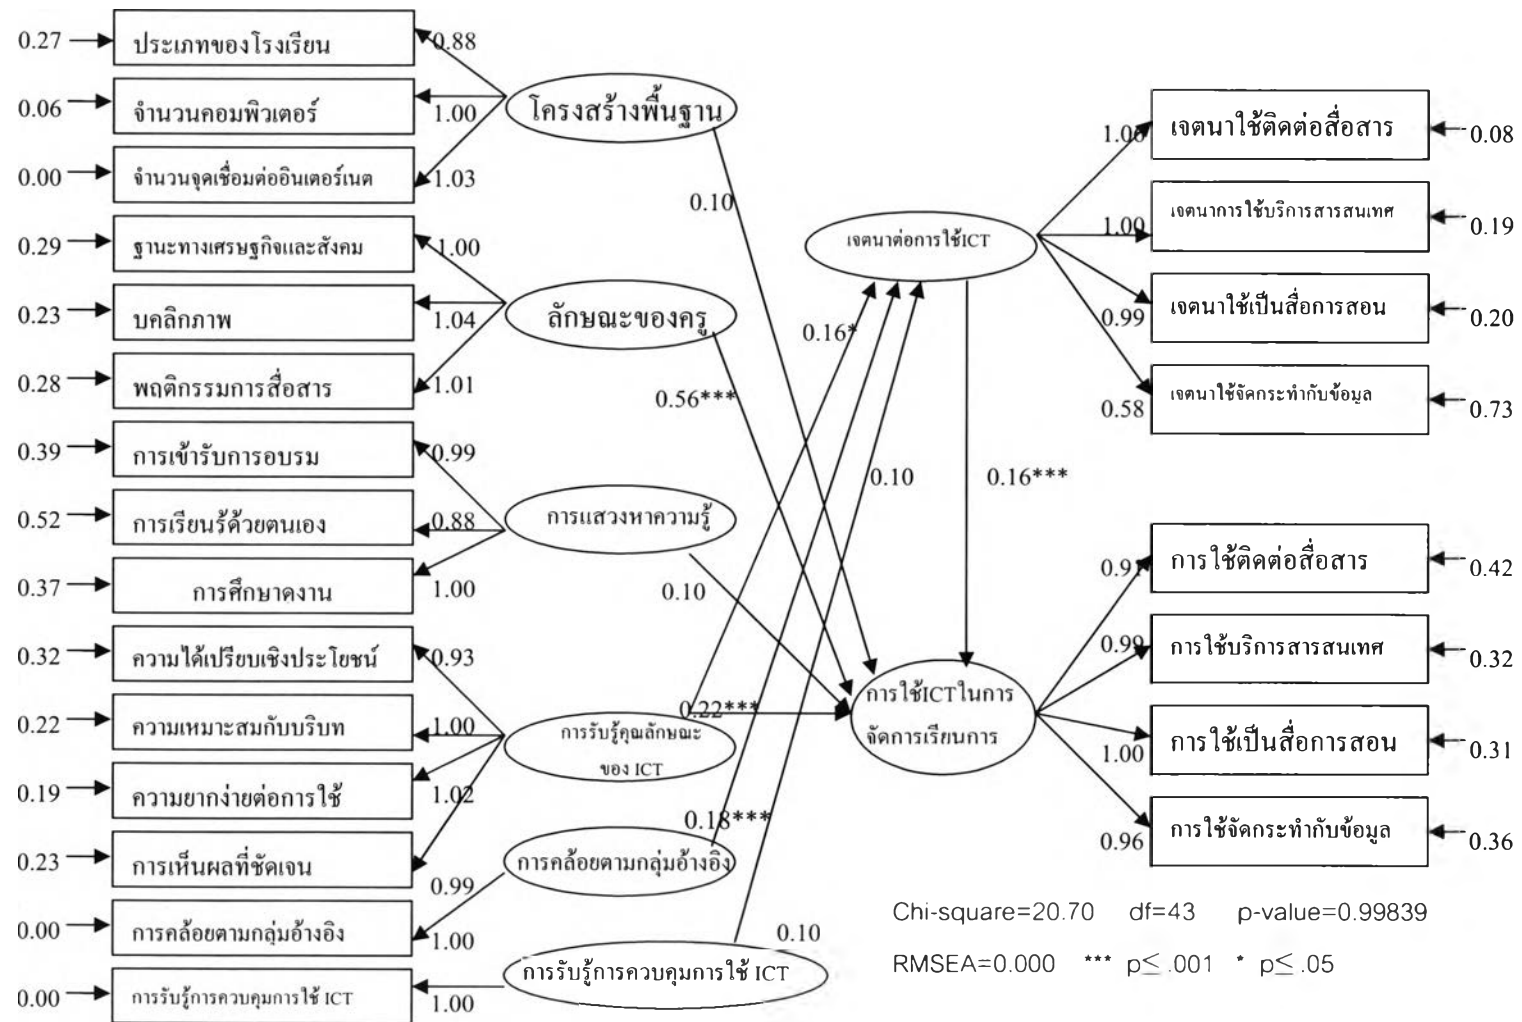 0.27
ประเภทของโรงเรียน
0.88
0.06
จำนวนคอมพิวเตอร์
1.00
โครงสร้างพื้นฐาน
0.00
จำนวนจุดเชื่อมต่ออินเตอร์เนต
1.03
0.29
ฐานะทางเศรษฐกิจและสังคม
1.00
0.23
บุคลิกภาพ
1.04
ลักษณะของครู
0.28
พฤติกรรมการสื่อสาร
1.01
0.39
การเข้ารับการอบรม
0.99
0.52
การเรียนรู้ด้วยตนเอง
0.88
การแสวงหาความรู้
0.37
การศึกษาดูงาน
1.00
0.32
ความได้เปรียบเชิงประโยชน์
0.93
0.22
ความเหมาะสมกับบริบท
1.00
การรับรู้คุณลักษณะ
ของ ICT
0.19
ความยากง่ายต่อการใช้
1.02
0.23
การเห็นผลที่ชัดเจน
0.99
การคล้อยตามกลุ่มอ้างอิง
0.00
การคล้อยตามกลุ่มอ้างอิง
1.00
0.00
การรับรู้การควบคุมการใช้ ICT
1.00
การรับรู้การควบคุมการใช้ ICT
0.10
0.56***
0.10
0.22***
0.18***
0.10
0.16*
0.10
0.16***
เจตนาต่อการใช้ICT
การใช้ICTในการ
จัดการเรียนการ
1.00
เจตนาใช้ติดต่อสื่อสาร
0.08
1.00
เจตนาการใช้บริการสารสนเทศ
0.19
0.99
เจตนาใช้เป็นสื่อการสอน
0.20
0.58
เจตนาใช้จัดกระทำกับข้อมูล
0.73
0.91
การใช้ติดต่อสื่อสาร
0.42
0.99
การใช้บริการสารสนเทศ
0.32
1.00
การใช้เป็นสื่อการสอน
0.31
0.96
การใช้จัดกระทำกับข้อมูล
0.36
Chi-square=20.70 df=43 p-value=0.99839
RMSEA=0.000 *** p≤ .001 * p≤ .05